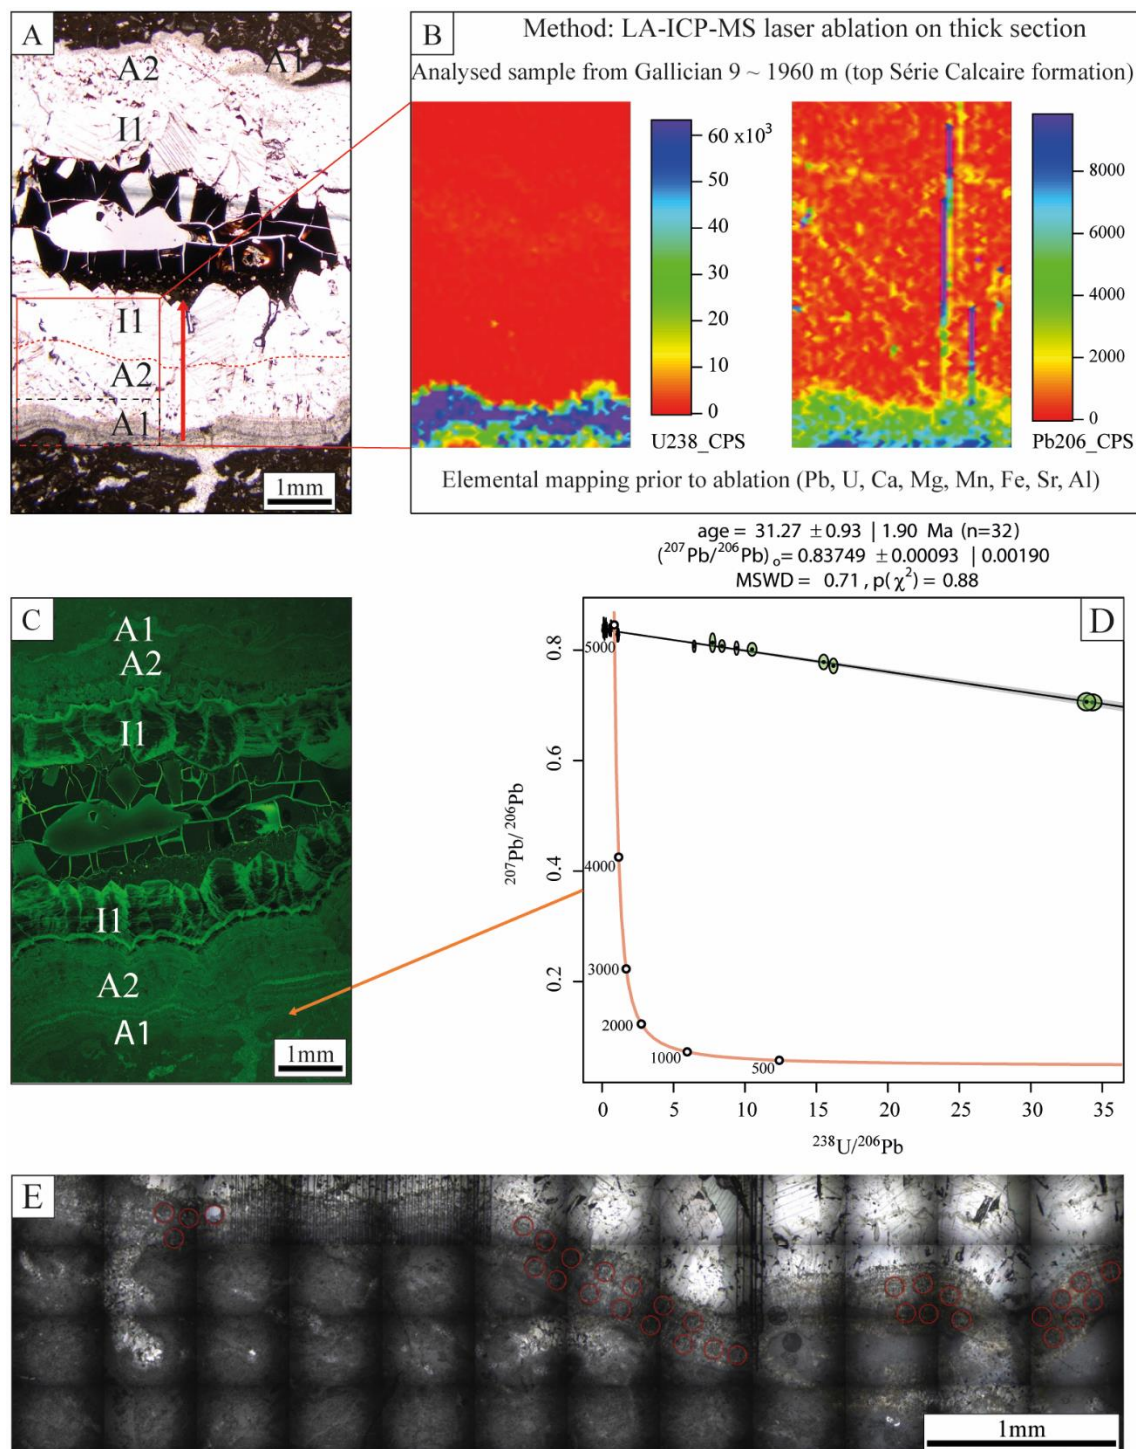 A
A2
A1
I1
I1
A2
A1
1mm
B
Method: LA-ICP-MS laser ablation on thick section
Analysed sample from Gallician 9 ~ 1960 m (top Série Calcaire formation)
60 x10³
50
40
30
20
10
0
U238_CPS
8000
6000
4000
2000
0
Pb206_CPS
Elemental mapping prior to ablation (Pb, U, Ca, Mg, Mn, Fe, Sr, Al)
C
A1
A2
I1
I1
A2
A1
1mm
age = 31.27 ±0.93 | 1.90 Ma (n=32)
(²⁰⁷Pb/²⁰⁶Pb)ₒ= 0.83749 ±0.00093 | 0.00190
MSWD = 0.71 , p(χ²) = 0.88
D
0.8
0.6
0.4
0.2
²⁰⁷Pb/ ²⁰⁶Pb
5000
4000
3000
2000
1000
500
0 5 10 15 20 25 30 35
²³⁸U/²⁰⁶Pb
E
1mm